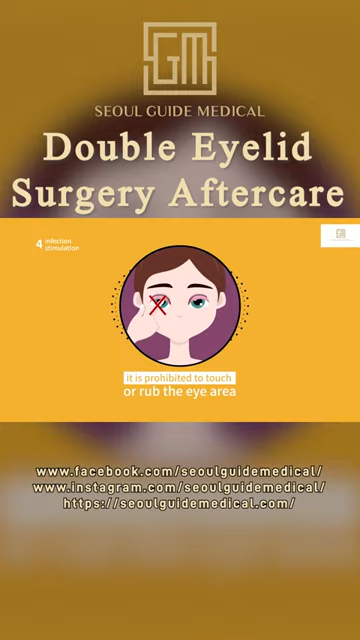 SGM
SEOUL GUIDE MEDICAL
Double Eyelid
Surgery Aftercare
4 infection
stimulation
it is prohibited to touch
or rub the eye area
www.facebook.com/seoulguidemedical/
www.instagram.com/seoulguidemedical/
https://seoulguidemedical.com/